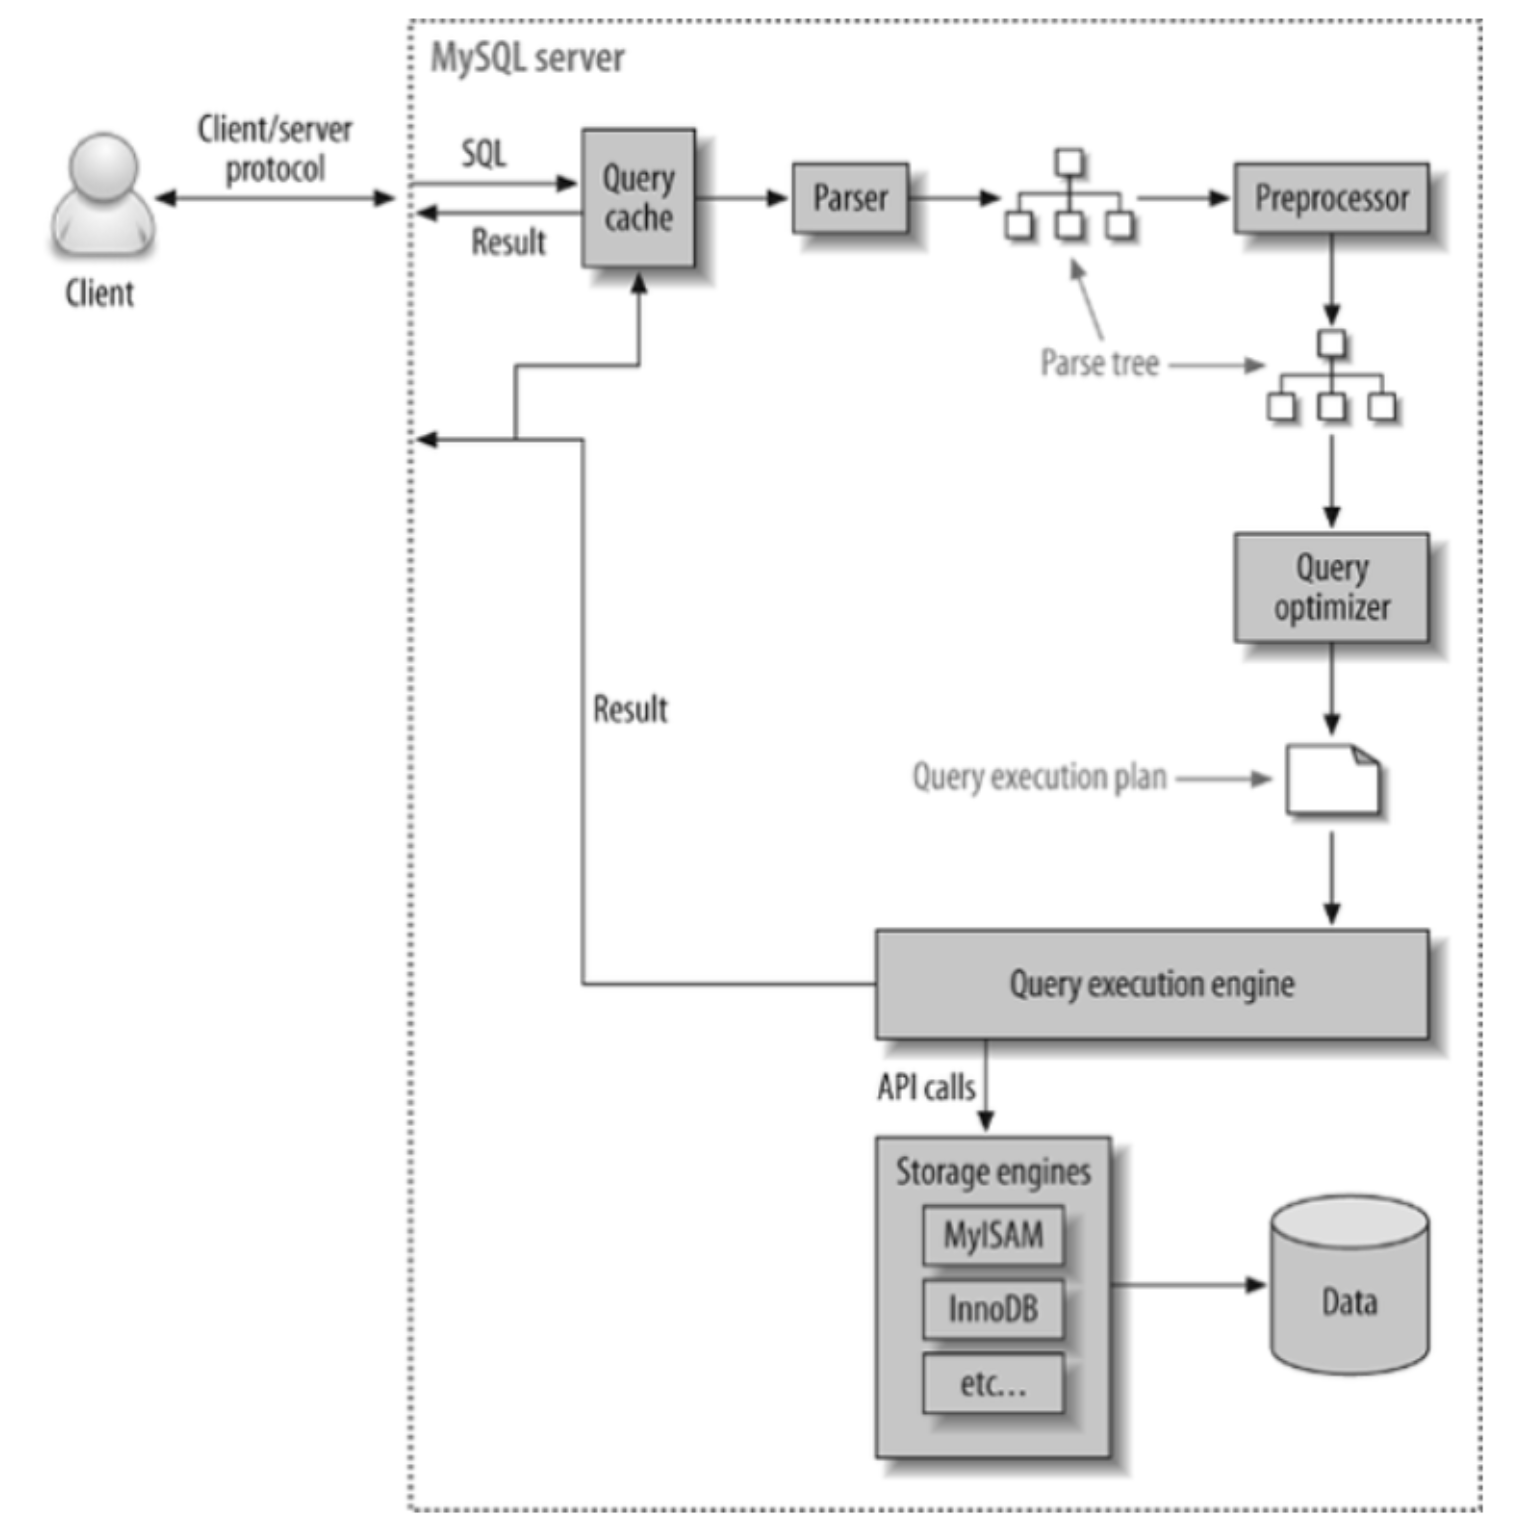 MySQL server
Client/server
protocol
SQL
Query
cache
Parser
Preprocessor
Result
Client
Parse tree
Query
optimizer
Result
Query execution plan
Query execution engine
API calls
Storage engines
MyISAM
InnoDB
etc...
Data